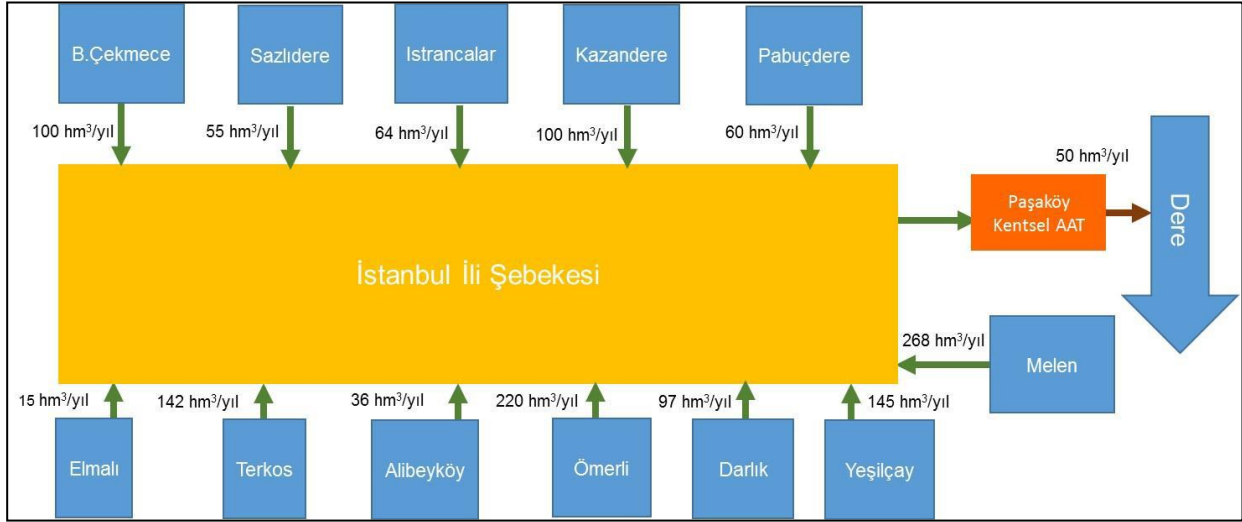 B.Çekmece
Sazlıdere
Istrancalar
Kazandere
Pabuçdere
100 hm³/yıl
55 hm³/yıl
64 hm³/yıl
100 hm³/yıl
60 hm³/yıl
50 hm³/yıl
Paşaköy
Kentsel AAT
Dere
İstanbul İli Şebekesi
268 hm³/yıl
Melen
15 hm³/yıl
142 hm³/yıl
36 hm³/yıl
220 hm³/yıl
97 hm³/yıl
145 hm³/yıl
Elmalı
Terkos
Alibeyköy
Ömerli
Darlık
Yeşilçay